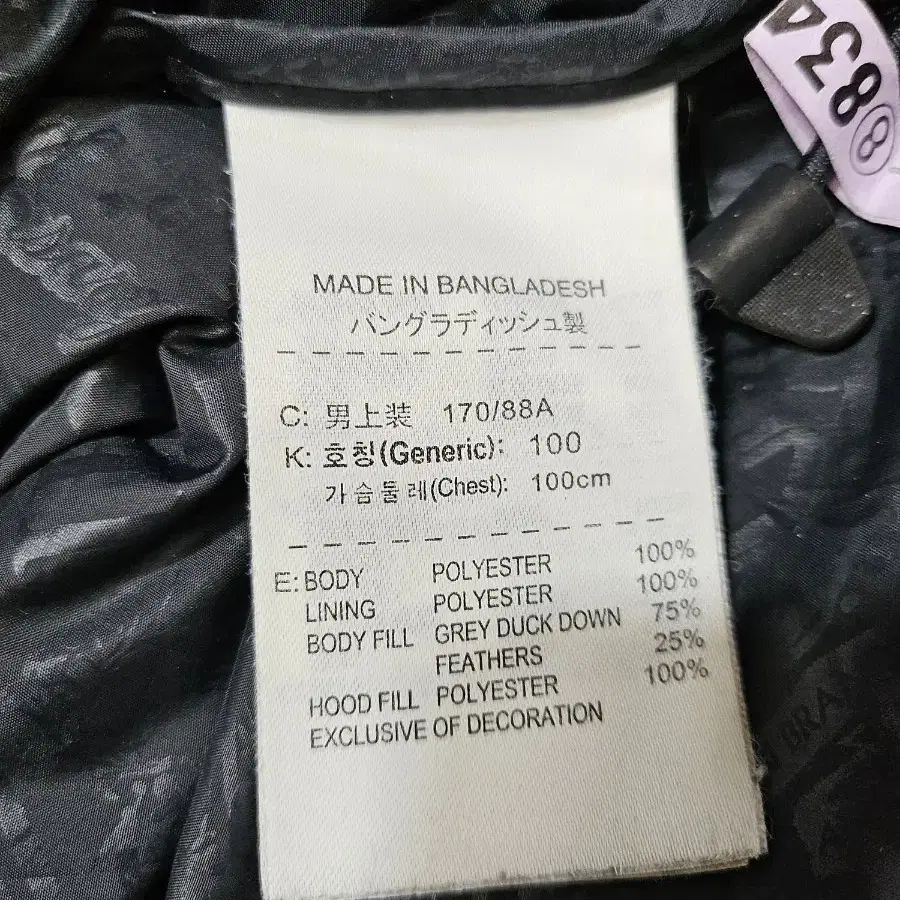 834
⑧
MADE IN BANGLADESH
バングラディッシュ製
C: 男上装 170/88A
K: 호칭(Generic): 100
가슴둘레(Chest): 100cm
E: BODY POLYESTER 100%
LINING POLYESTER 100%
BODY FILL GREY DUCK DOWN 75%
FEATHERS 25%
HOOD FILL POLYESTER 100%
EXCLUSIVE OF DECORATION